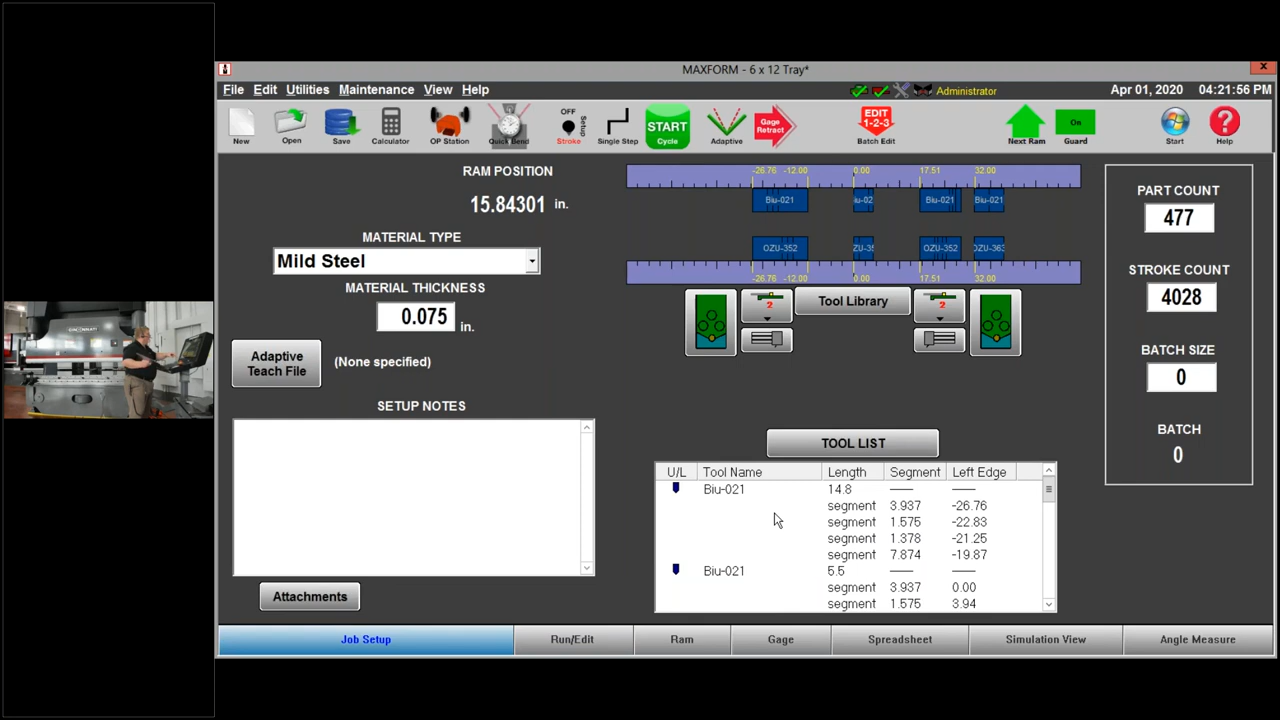 MAXFORM - 6 x 12 Tray*
x
File Edit Utilities Maintenance View Help
Administrator
Apr 01, 2020 04:21:56 PM
New
Open
Save
Calculator
OP Station
Quick Bend
OFF
Setup
Stroke
Single Step
START
Cycle
Adaptive
Gage
Retract
EDIT
1-2-3
Batch Edit
Next Ram
On
Guard
Start
Help
RAM POSITION
15.84301 in.
MATERIAL TYPE
Mild Steel
MATERIAL THICKNESS
0.075 in.
Adaptive
Teach File
(None specified)
SETUP NOTES
Attachments
-26.76 -12.00 0.00 17.51 32.00
Biu-021 iu-02 Biu-021 Biu-021
OZU-352 ZU-35 OZU-352 OZU-363
-26.76 -12.00 0.00 17.51 32.00
2
Tool Library
2
TOOL LIST
U/L Tool Name Length Segment Left Edge
Biu-021 14.8 —— ——
segment 3.937 -26.76
segment 1.575 -22.83
segment 1.378 -21.25
segment 7.874 -19.87
Biu-021 5.5 —— ——
segment 3.937 0.00
segment 1.575 3.94
PART COUNT
477
STROKE COUNT
4028
BATCH SIZE
0
BATCH
0
Job Setup
Run/Edit
Ram
Gage
Spreadsheet
Simulation View
Angle Measure
CINCINNATI